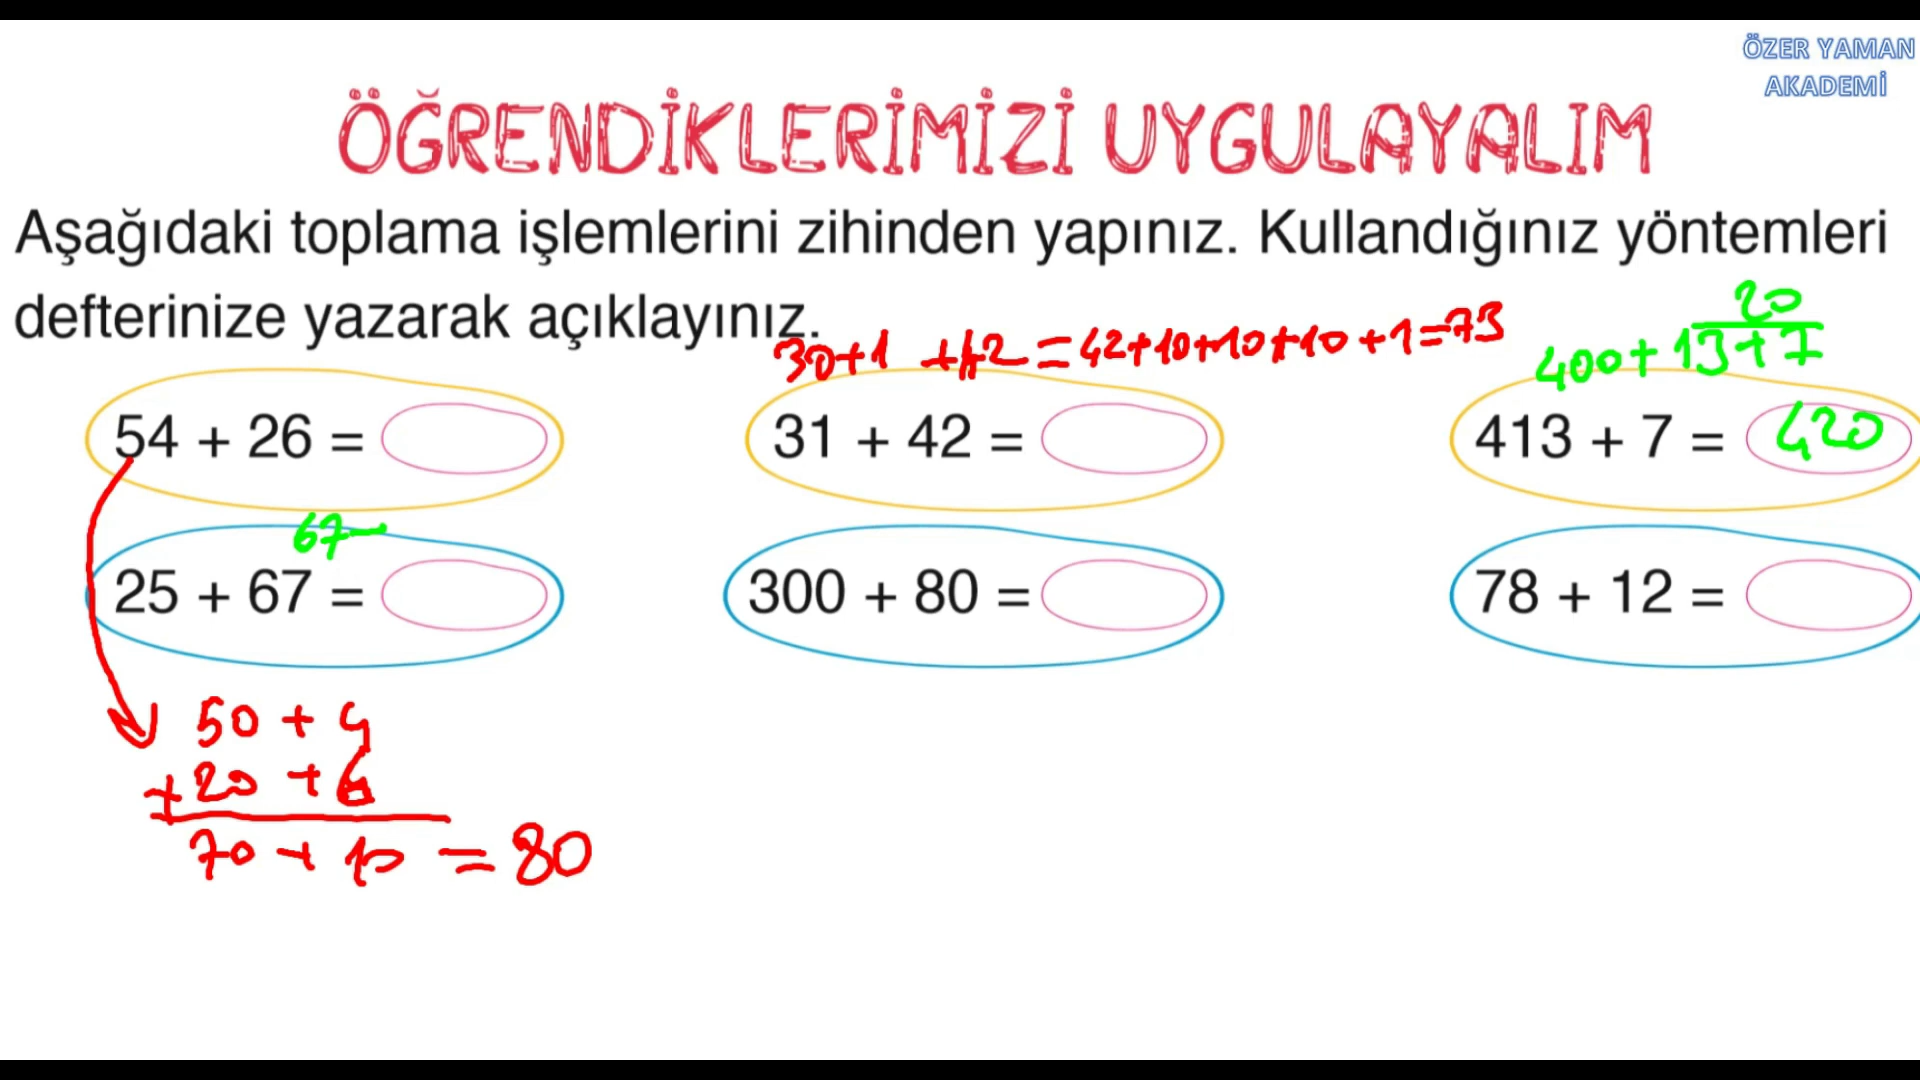 ÖZER YAMAN
AKADEMİ
ÖĞRENDİKLERİMİZİ UYGULAYALIM
Aşağıdaki toplama işlemlerini zihinden yapınız. Kullandığınız yöntemleri
defterinize yazarak açıklayınız.
30+1 +42 = 42+10+10+10+1=73
20
400+13+7
54 + 26 =
31 + 42 =
413 + 7 = 420
67
25 + 67 =
300 + 80 =
78 + 12 =
50 + 4
+20 +6
70 + 10 = 80